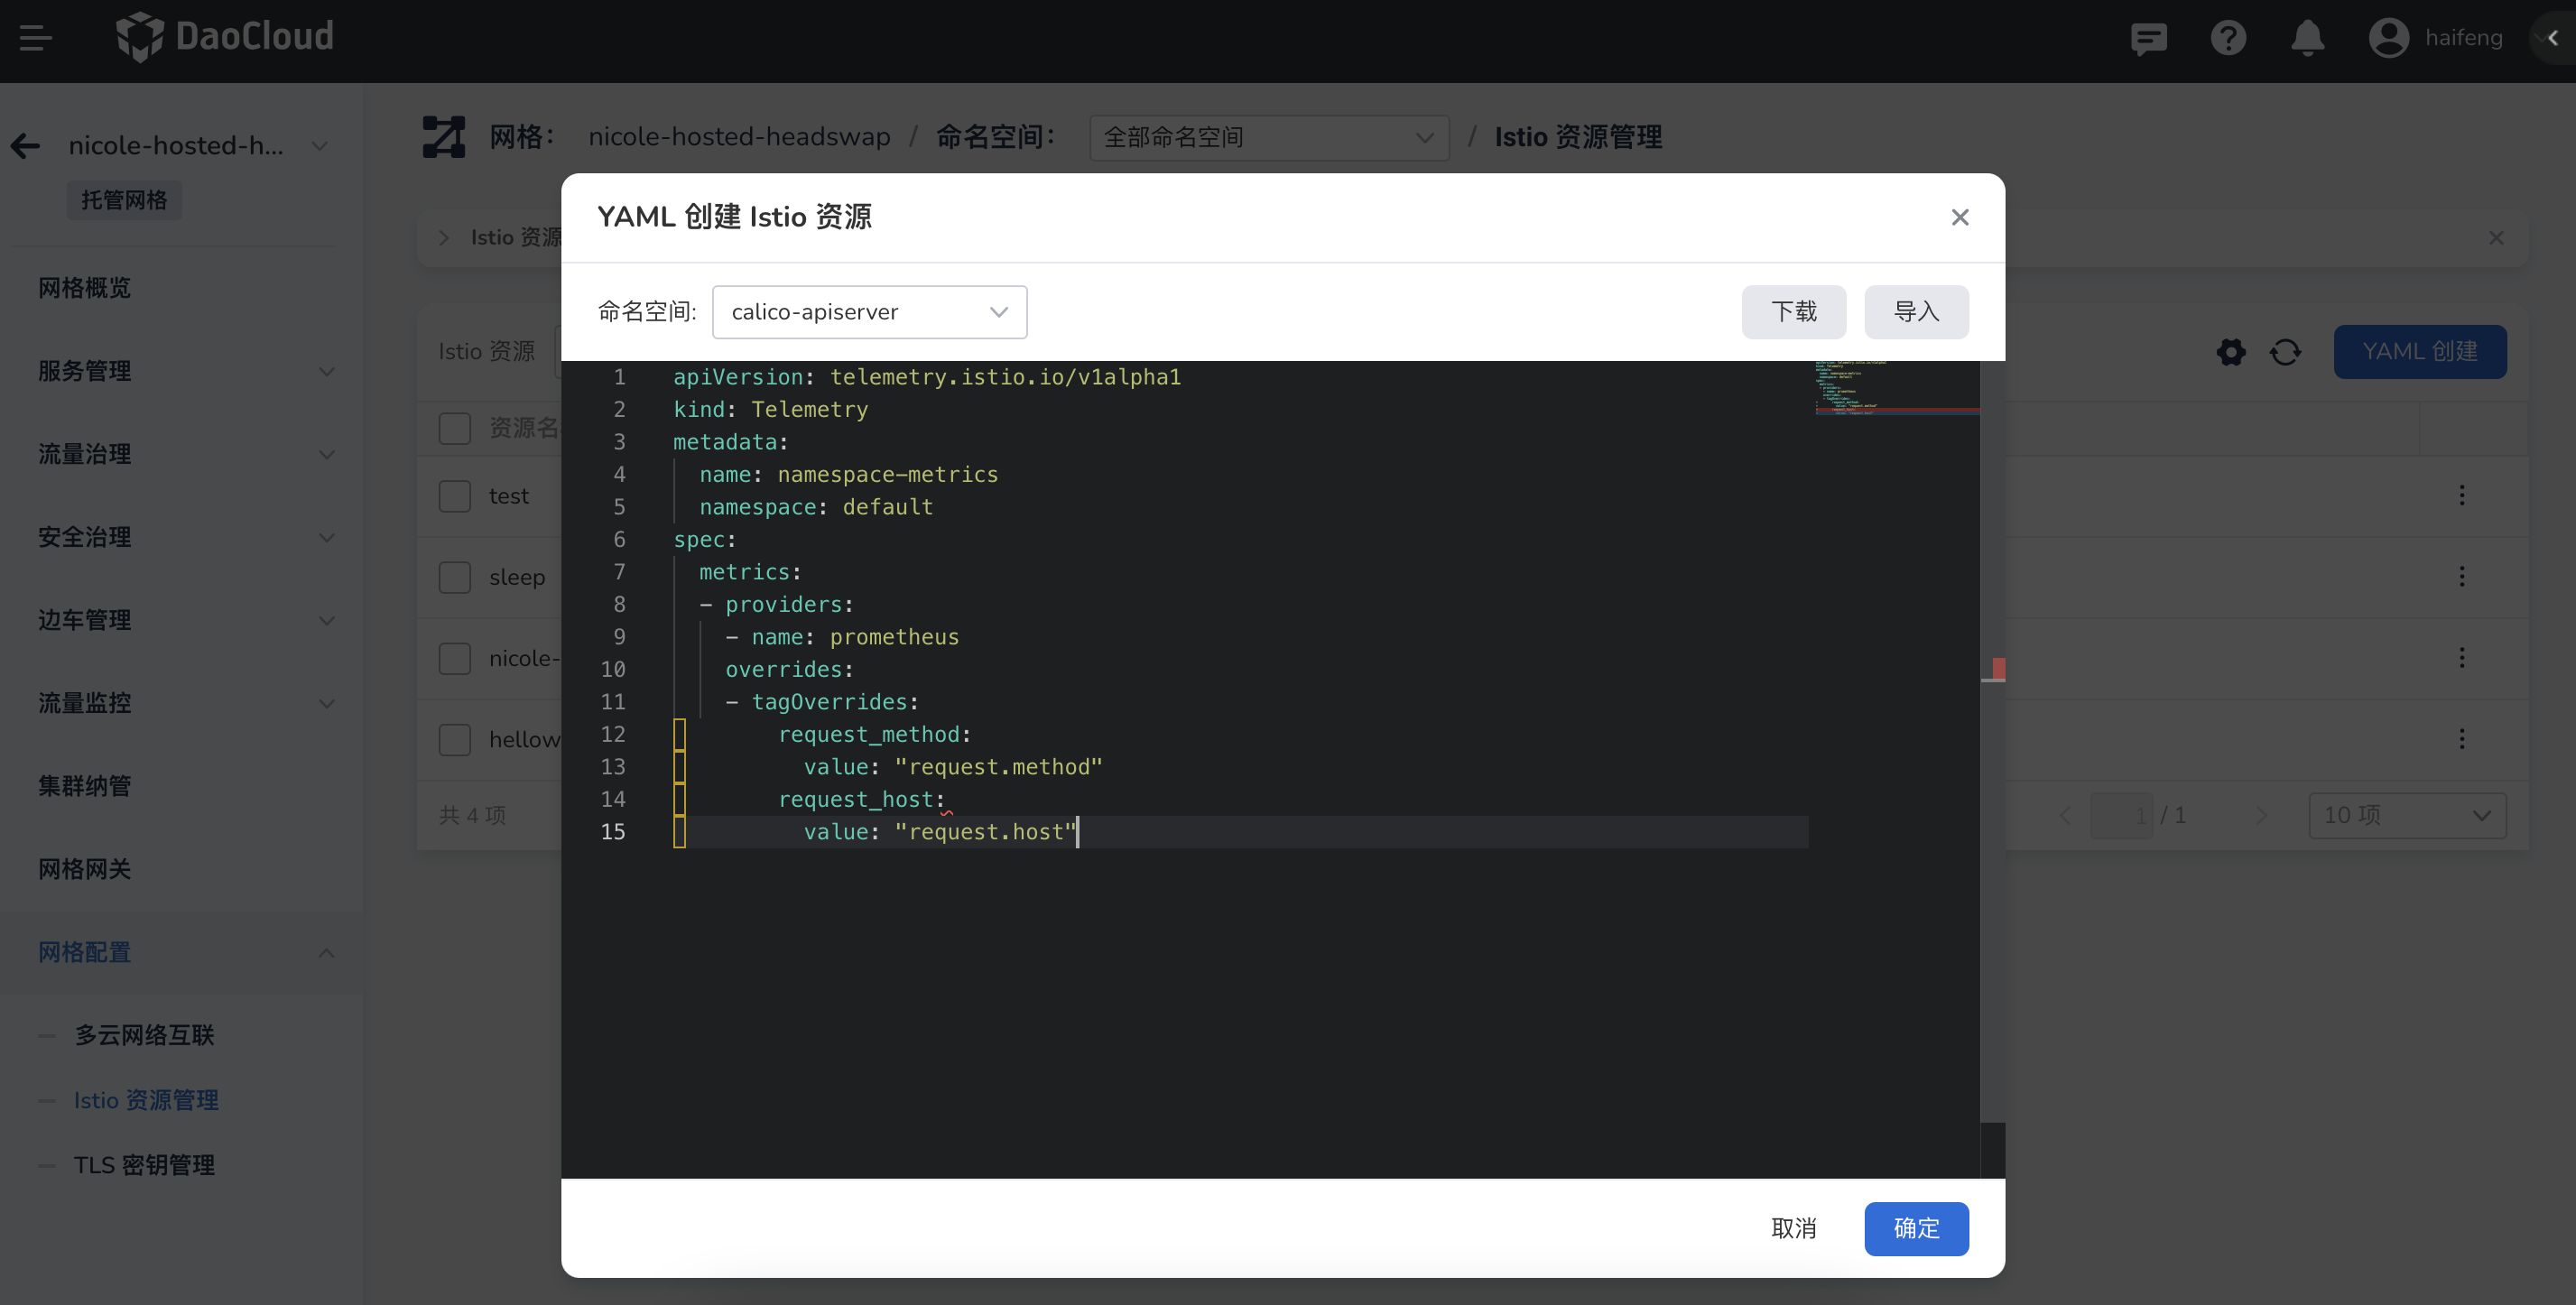 DaoCloud
haifeng
nicole-hosted-h...
托管网格
网格概览
服务管理
流量治理
安全治理
边车管理
流量监控
集群纳管
网格网关
网格配置
多云网络互联
Istio 资源管理
TLS 密钥管理
网格： nicole-hosted-headswap / 命名空间： 全部命名空间 / Istio 资源管理
Istio 资源
Istio 资源
YAML 创建
资源名
test
sleep
nicole-
hellow
共 4 项
1 / 1
10 项
YAML 创建 Istio 资源
命名空间: calico-apiserver
下载
导入
1 apiVersion: telemetry.istio.io/v1alpha1
2 kind: Telemetry
3 metadata:
4   name: namespace-metrics
5   namespace: default
6 spec:
7   metrics:
8   - providers:
9     - name: prometheus
10     overrides:
11     - tagOverrides:
12         request_method:
13           value: "request.method"
14         request_host:
15           value: "request.host"
取消
确定